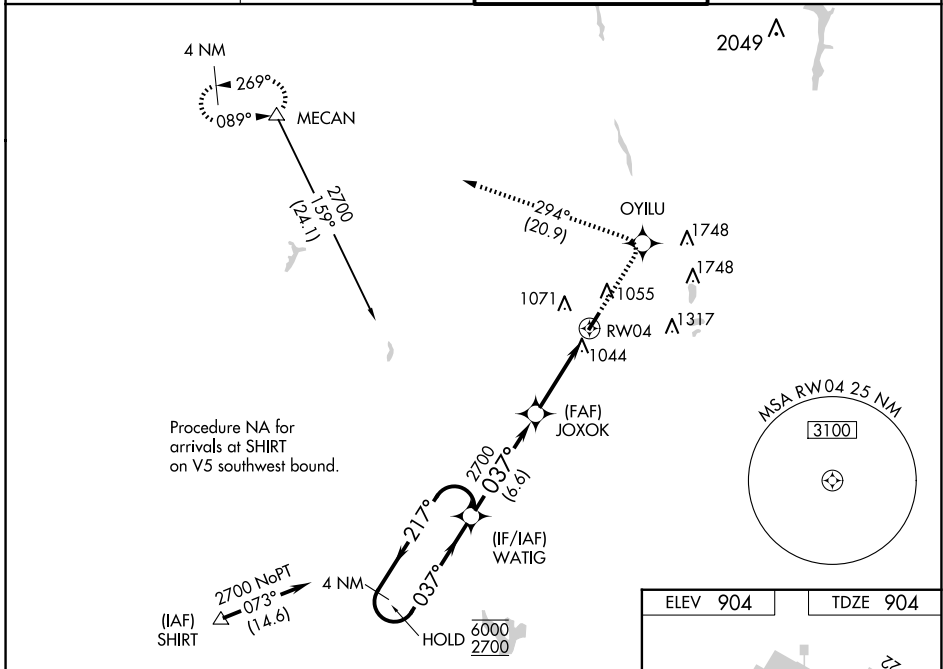 2049
4 NM
269°
089°
MECAN
2700
159°
(24.1)
294°
(20.9)
OYILU
1748
1748
1071
1055
RW04
1317
1044
(FAF)
JOXOK
MSA RW04 25 NM
3100
Procedure NA for
arrivals at SHIRT
on V5 southwest bound.
2700
037°
(6.6)
217°
037°
(IF/IAF)
WATIG
2700 NoPT
073°
(14.6)
4 NM
(IAF)
SHIRT
HOLD
6000
2700
ELEV 904
TDZE 904
22